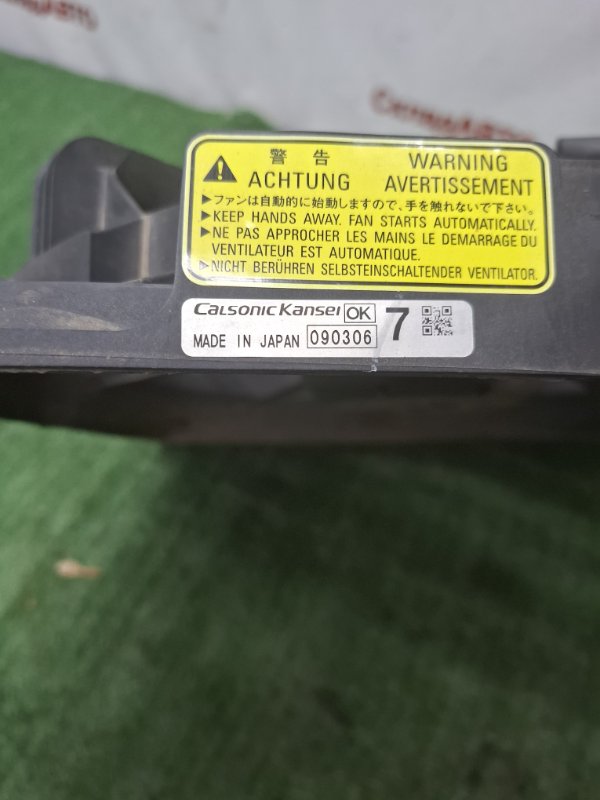 警告 WARNING
ACHTUNG AVERTISSEMENT
▶ファンは自動的に始動しますので、手を触れないで下さい。
▶KEEP HANDS AWAY. FAN STARTS AUTOMATICALLY.
▶NE PAS APPROCHER LES MAINS LE DEMARRAGE DU
VENTILATEUR EST AUTOMATIQUE.
▶NICHT BERÜHREN SELBSTEINSCHALTENDER VENTILATOR.
CALSONIC KANSEI OK 7
MADE IN JAPAN 090306